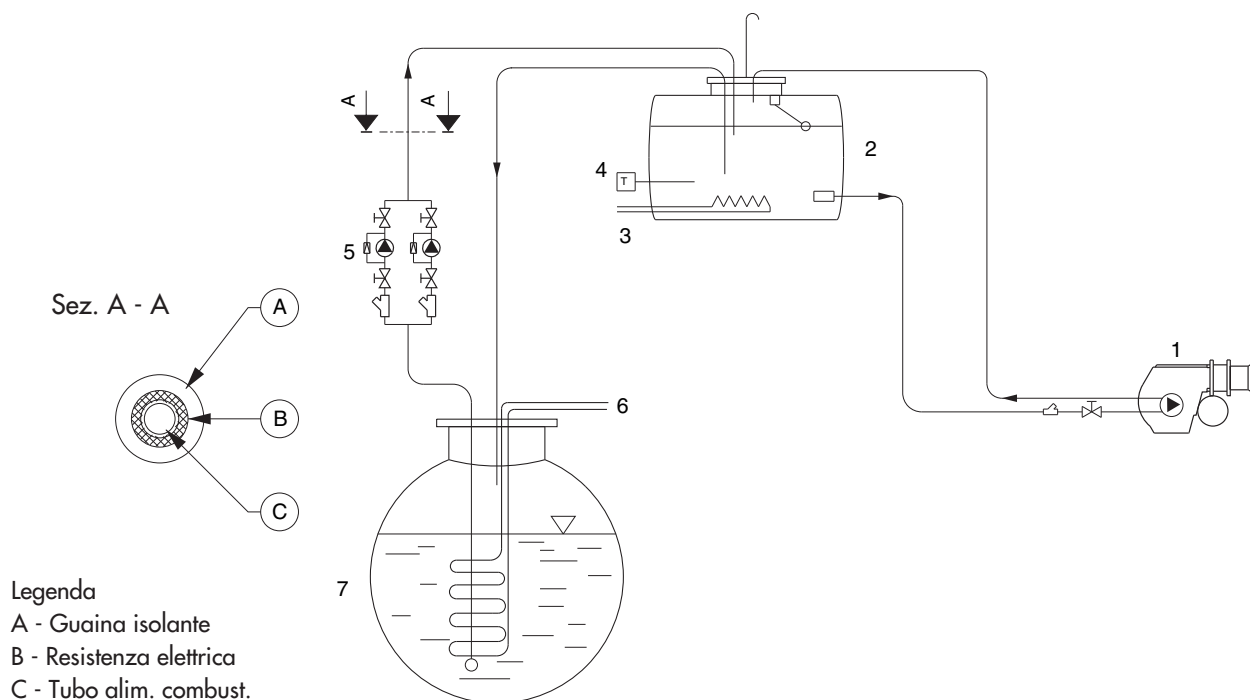 A
A
2
4
T
3
5
Sez. A - A
A
1
B
6
C
7
Legenda
A - Guaina isolante
B - Resistenza elettrica
C - Tubo alim. combust.